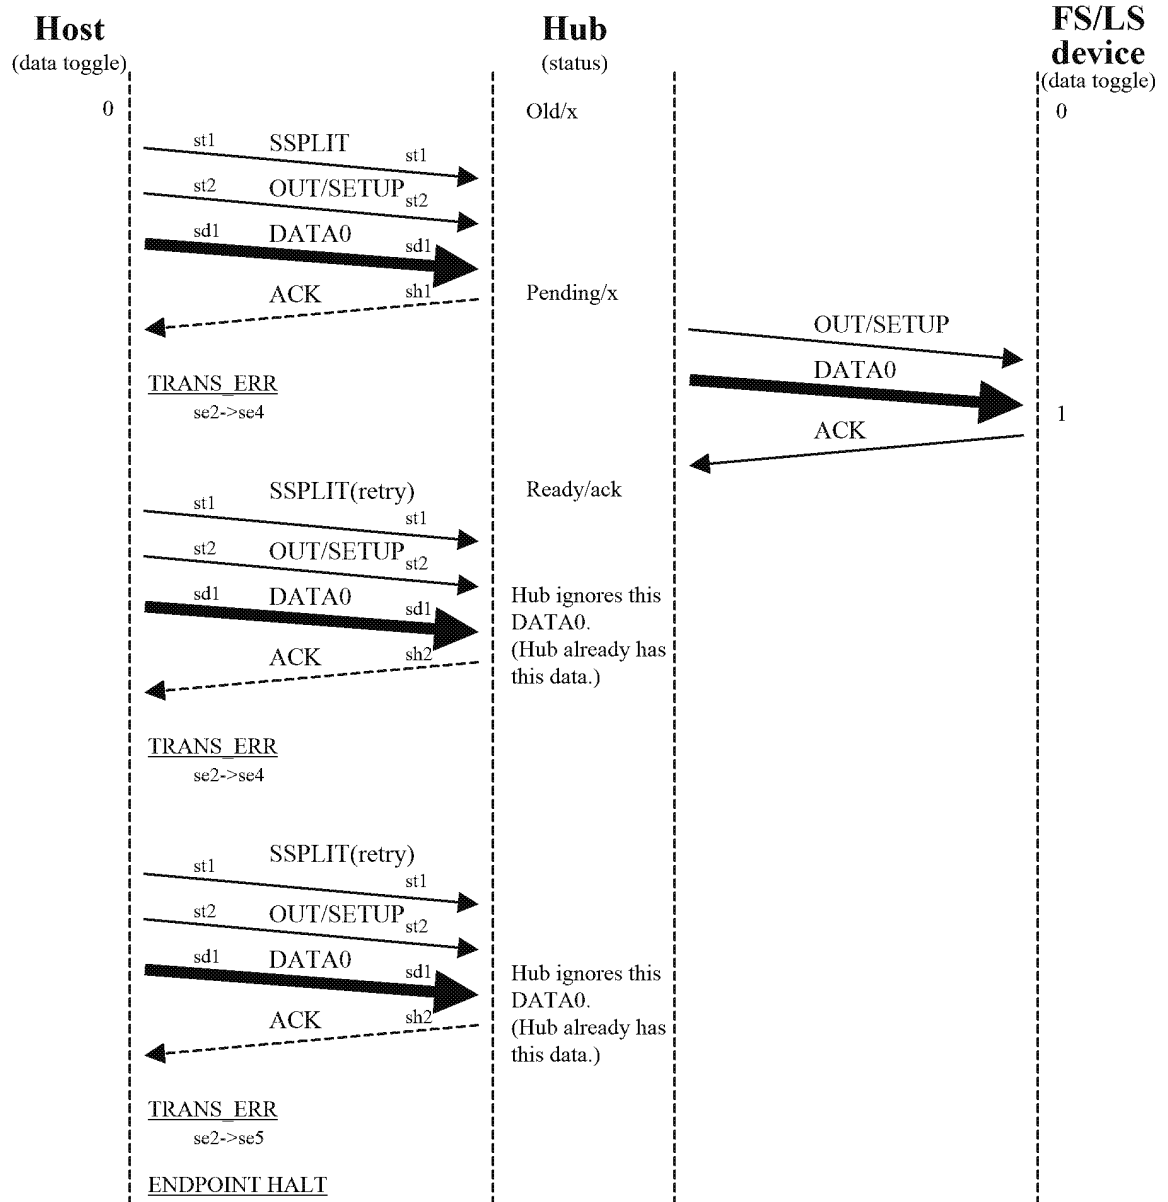 Host
(data toggle)
Hub
(status)
FS/LS
device
(data toggle)
0
Old/x
0
st1 SSPLIT st1
st2 OUT/SETUP st2
sd1 DATA0 sd1
ACK sh1
Pending/x
OUT/SETUP
DATA0
TRANS_ERR
se2->se4
1
ACK
Ready/ack
SSPLIT(retry)
st1 st1
st2 OUT/SETUP st2
sd1 DATA0 sd1
Hub ignores this
DATA0.
(Hub already has
this data.)
ACK sh2
TRANS_ERR
se2->se4
SSPLIT(retry)
st1 st1
st2 OUT/SETUP st2
sd1 DATA0 sd1
Hub ignores this
DATA0.
(Hub already has
this data.)
ACK sh2
TRANS_ERR
se2->se5
ENDPOINT HALT